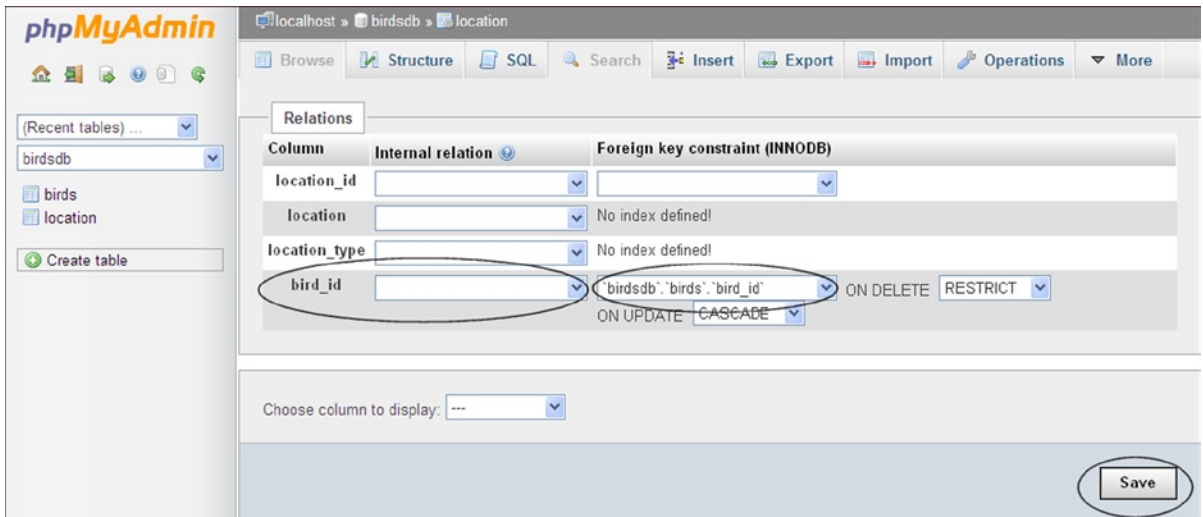 phpMyAdmin
localhost » birdsdb » location
Browse Structure SQL Search Insert Export Import Operations More
(Recent tables) ...
birdsdb
birds
location
Create table
Relations
Column Internal relation Foreign key constraint (INNODB)
location_id
location No index defined!
location_type No index defined!
bird_id `birdsdb`.`birds`.`bird_id` ON DELETE RESTRICT
ON UPDATE CASCADE
Choose column to display: ---
Save